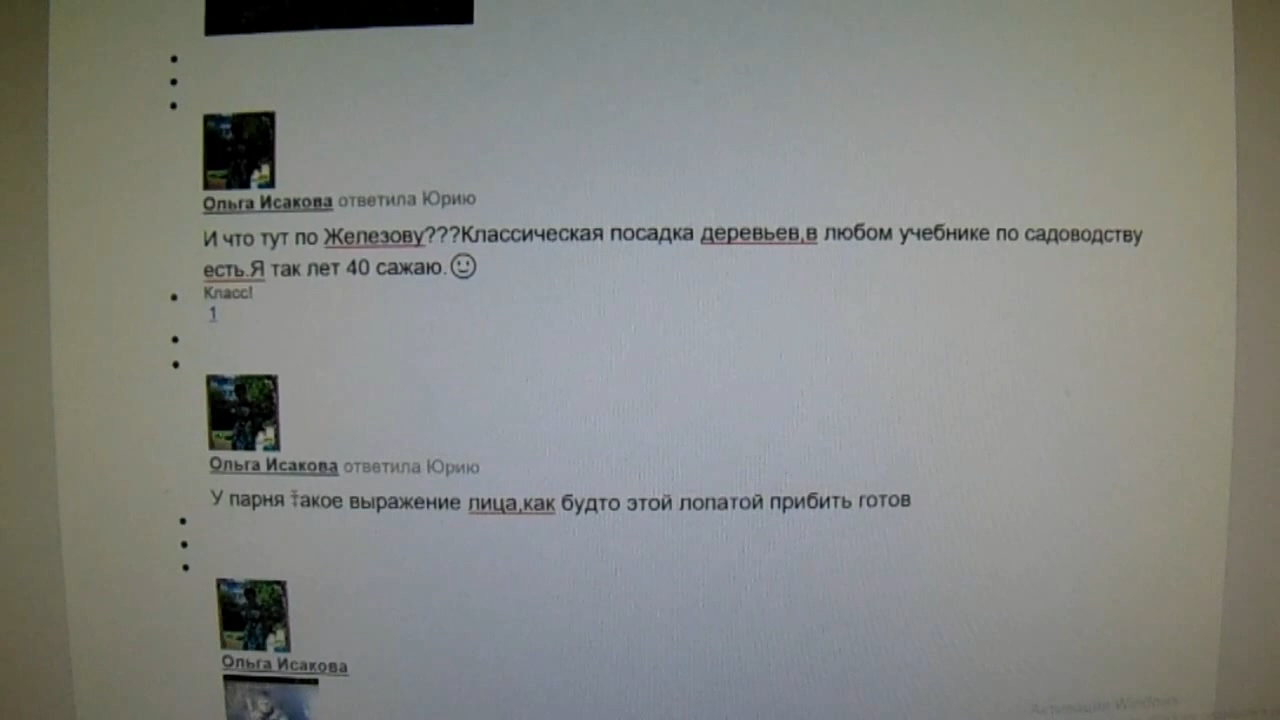 Ольга Исакова ответила Юрию
И что тут по Железову???Классическая посадка деревьев,в любом учебнике по садоводству
есть.Я так лет 40 сажаю.
Класс!
1
Ольга Исакова ответила Юрию
У парня такое выражение лица,как будто этой лопатой прибить готов
Ольга Исакова
Активация Windows